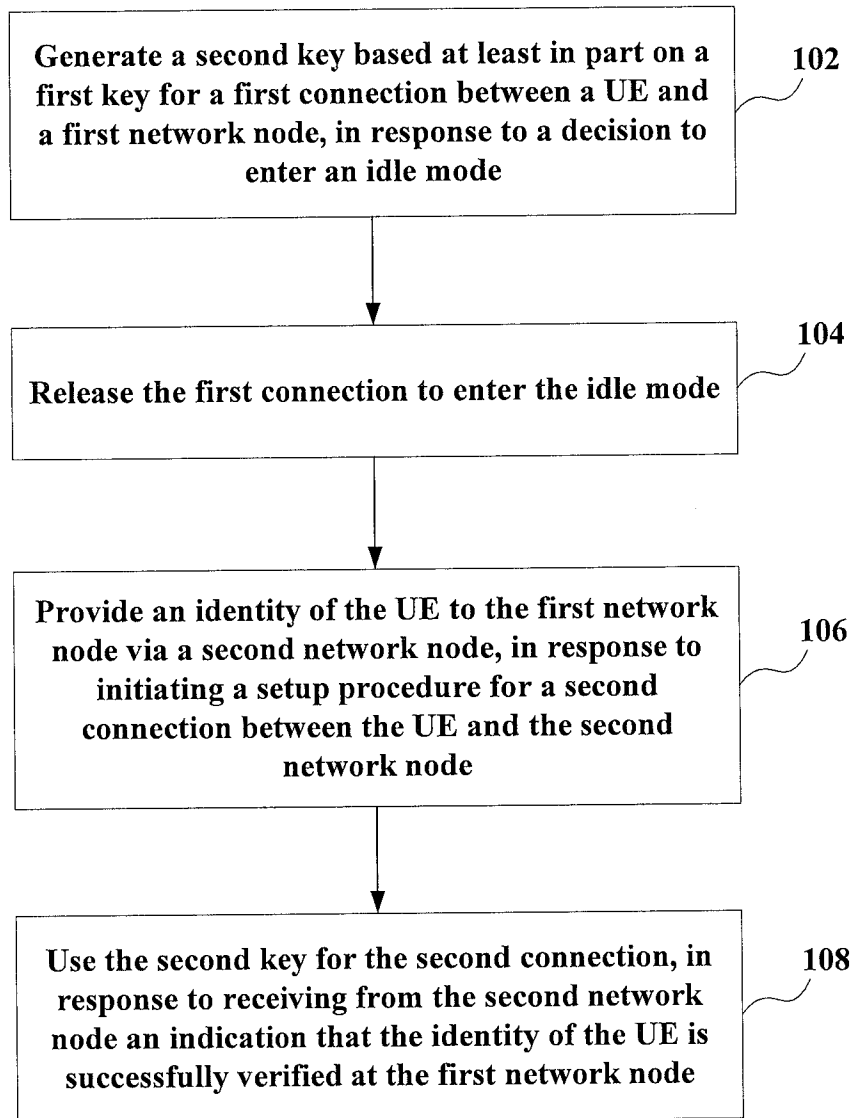 Generate a second key based at least in part on a
first key for a first connection between a UE and
a first network node, in response to a decision to
enter an idle mode
102
Release the first connection to enter the idle mode
104
Provide an identity of the UE to the first network
node via a second network node, in response to
initiating a setup procedure for a second
connection between the UE and the second
network node
106
Use the second key for the second connection, in
response to receiving from the second network
node an indication that the identity of the UE is
successfully verified at the first network node
108